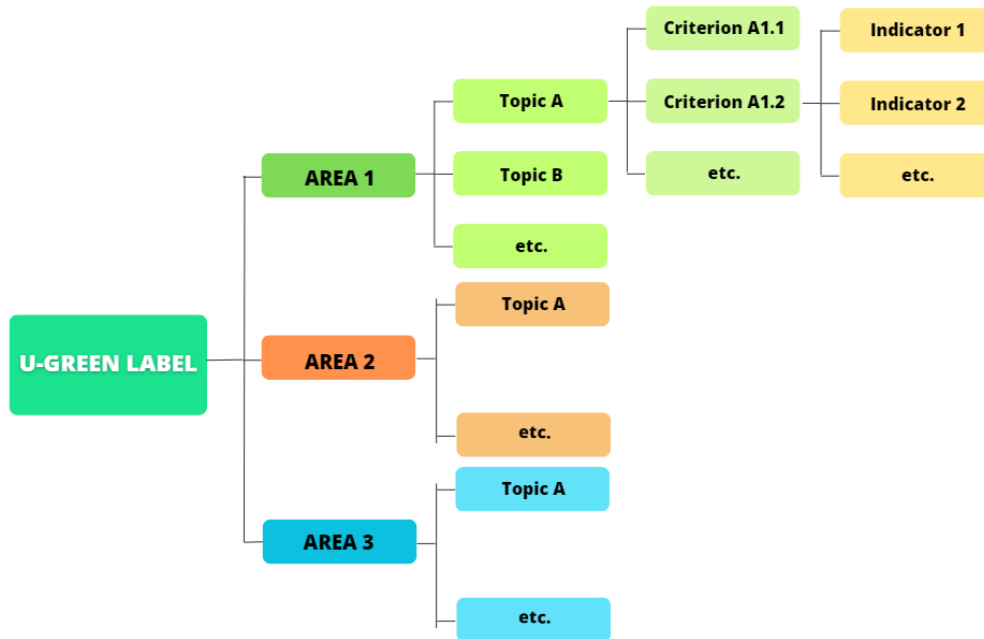 Criterion A1.1
Indicator 1
Topic A
Criterion A1.2
Indicator 2
AREA 1
Topic B
etc.
etc.
etc.
Topic A
U-GREEN LABEL
AREA 2
etc.
Topic A
AREA 3
etc.